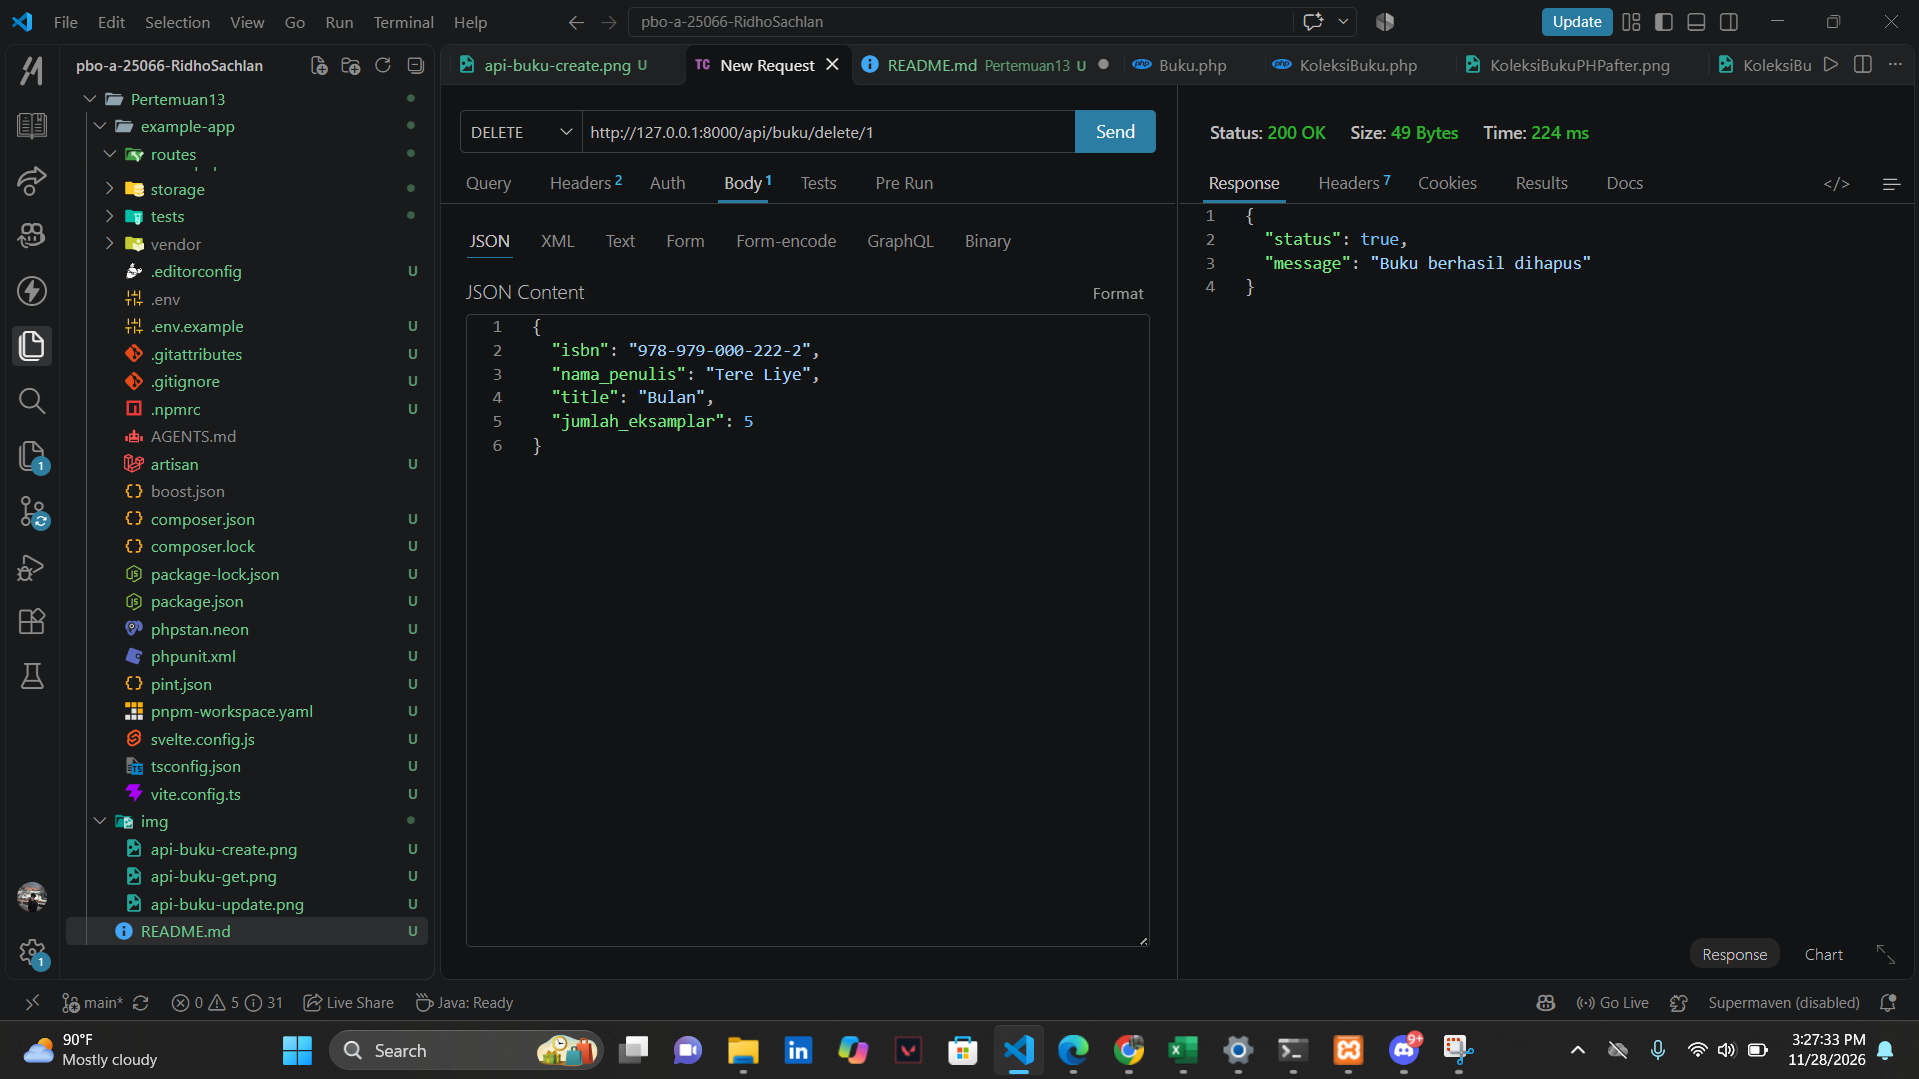 File Edit Selection View Go Run Terminal Help
pbo-a-25066-RidhoSachlan
Update
pbo-a-25066-RidhoSachlan
Pertemuan13
example-app
routes
storage
tests
vendor
.editorconfig U
.env
.env.example U
.gitattributes U
.gitignore U
.npmrc U
AGENTS.md
artisan U
boost.json
composer.json U
composer.lock U
package-lock.json U
package.json U
phpstan.neon U
phpunit.xml U
pint.json U
pnpm-workspace.yaml U
svelte.config.js U
tsconfig.json U
vite.config.ts U
img
api-buku-create.png U
api-buku-get.png U
api-buku-update.png U
README.md U
api-buku-create.png U
TC New Request
README.md Pertemuan13 U
php Buku.php
php KoleksiBuku.php
KoleksiBukuPHPafter.png
KoleksiBu
DELETE http://127.0.0.1:8000/api/buku/delete/1 Send
Query Headers 2 Auth Body 1 Tests Pre Run
JSON XML Text Form Form-encode GraphQL Binary
JSON Content Format
1 {
2 "isbn": "978-979-000-222-2",
3 "nama_penulis": "Tere Liye",
4 "title": "Bulan",
5 "jumlah_eksamplar": 5
6 }
Status: 200 OK Size: 49 Bytes Time: 224 ms
Response Headers 7 Cookies Results Docs
1 {
2 "status": true,
3 "message": "Buku berhasil dihapus"
4 }
Response Chart
1
1
main* 0 5 31 Live Share Java: Ready
Go Live Supermaven (disabled)
90°F
Mostly cloudy
Search
9+
3:27:33 PM
11/28/2026